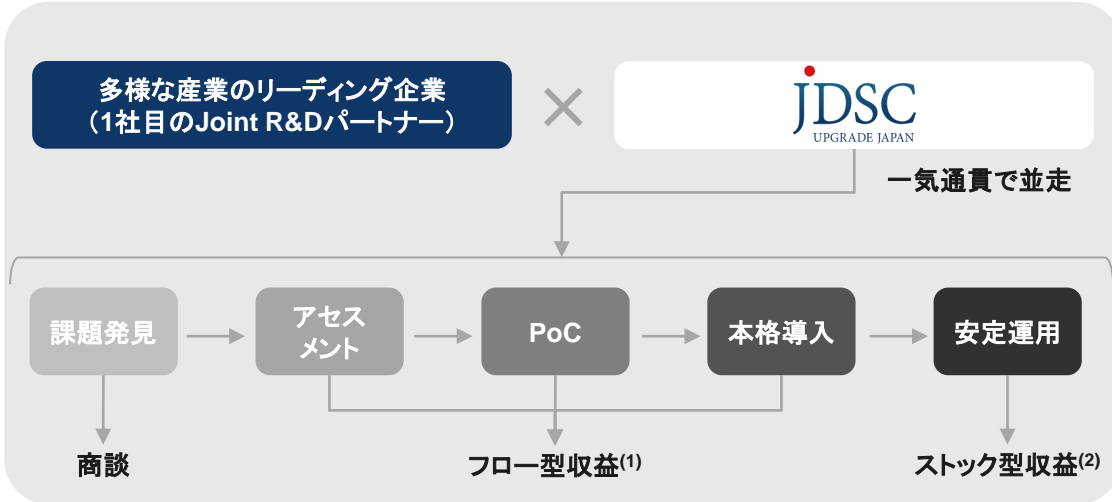 多様な産業のリーディング企業
（1社目のJoint R&Dパートナー）
×
JDSC
UPGRADE JAPAN
一気通貫で並走
課題発見
アセス
メント
PoC
本格導入
安定運用
商談
フロー型収益(1)
ストック型収益(2)